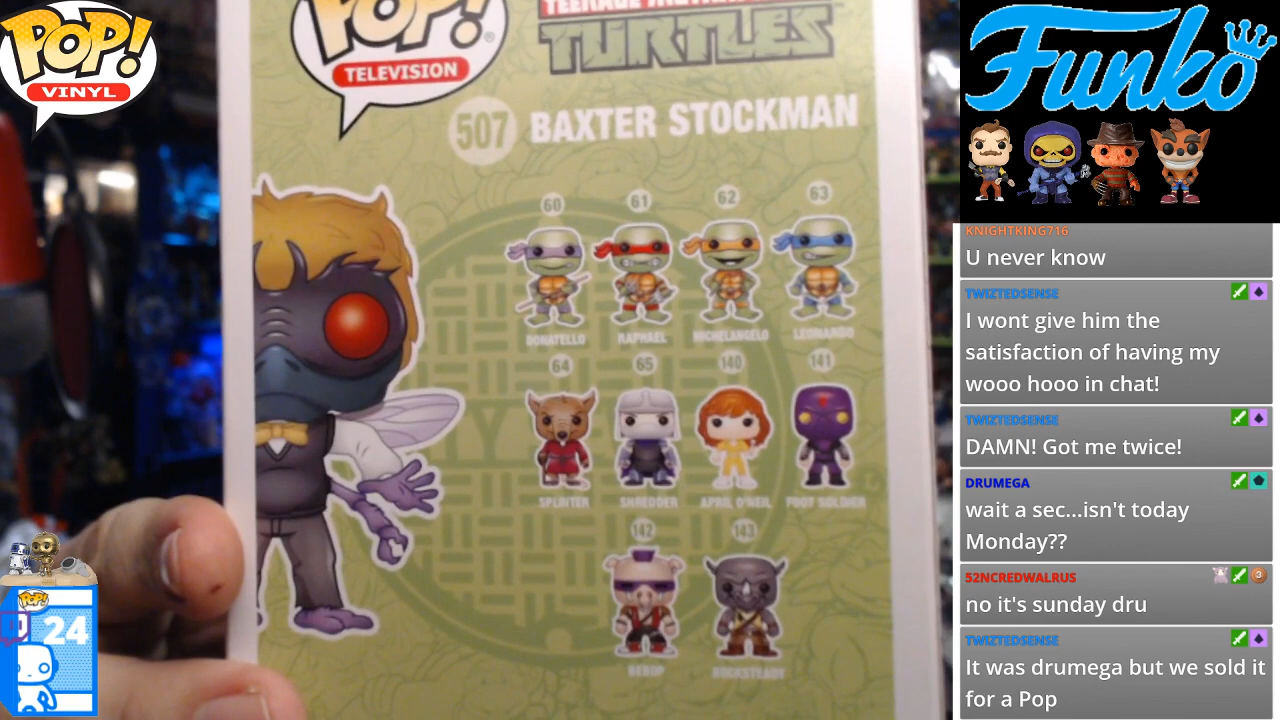 POP!
VINYL
POP!
TELEVISION
TEENAGE MUTANT
TURTLES
507 BAXTER STOCKMAN
60 61 62 63
DONATELLO RAPHAEL MICHELANGELO LEONARDO
64 65 140 141
SPLINTER SHREDDER APRIL O'NEIL FOOT SOLDIER
142 143
BEBOP ROCKSTEADY
POP!
24
Funko
KNIGHTKING716
U never know
TWIZTEDSENSE
I wont give him the
satisfaction of having my
wooo hooo in chat!
TWIZTEDSENSE
DAMN! Got me twice!
DRUMEGA
wait a sec...isn't today
Monday??
52NCREDWALRUS
no it's sunday dru
TWIZTEDSENSE
It was drumega but we sold it
for a Pop